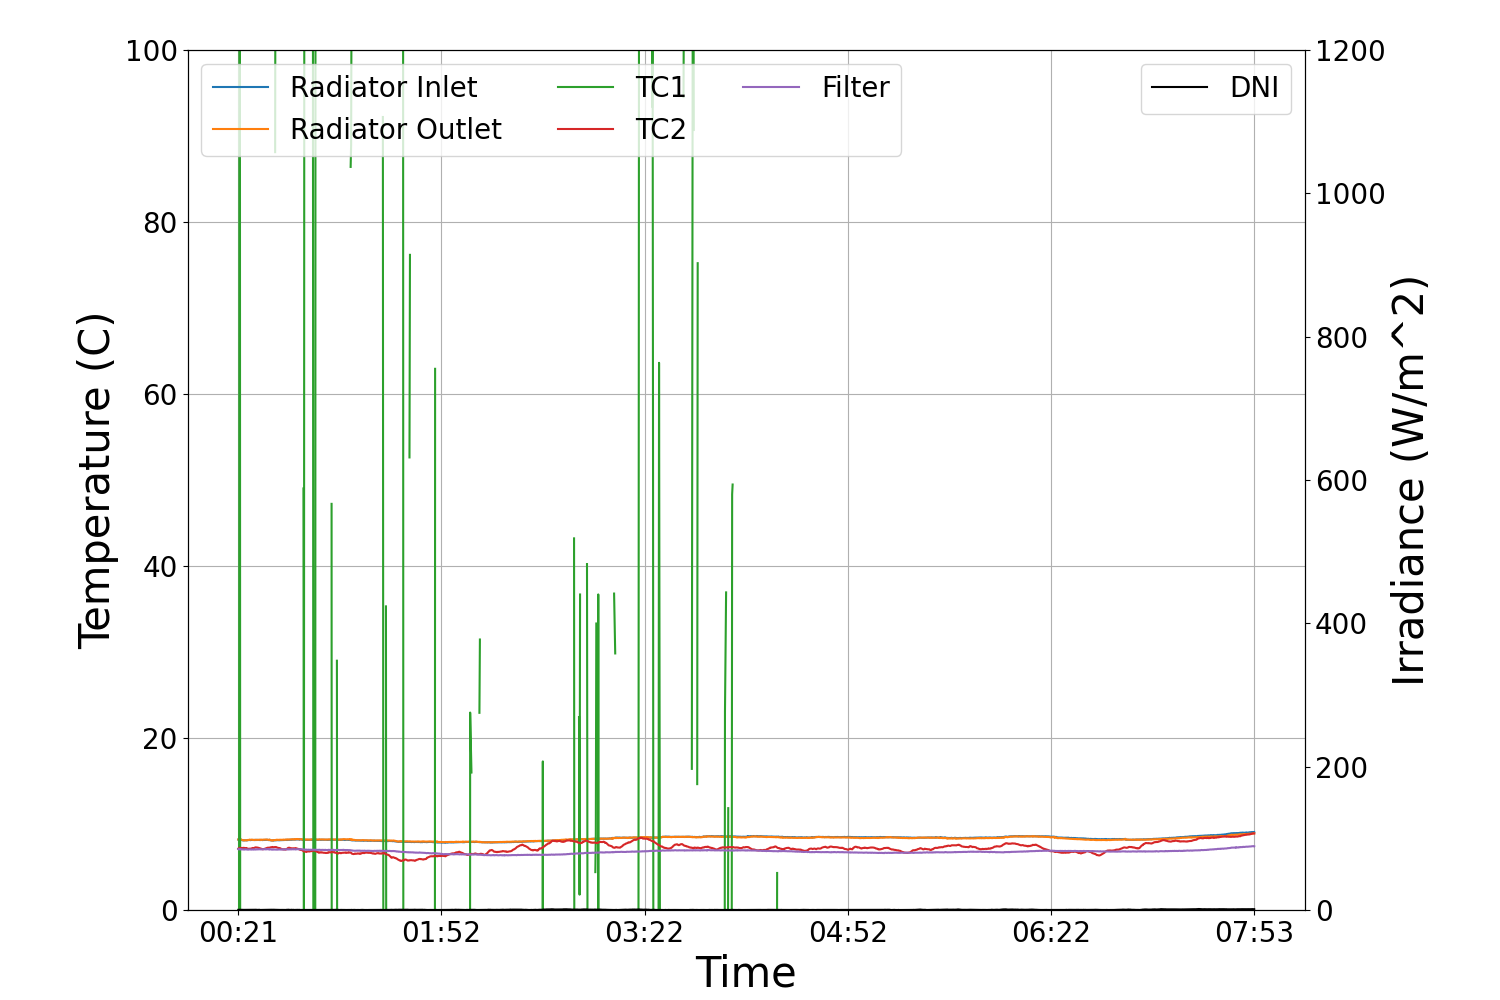 100
80
60
40
20
0
Temperature (C)
Radiator Inlet
Radiator Outlet
TC1
TC2
Filter
DNI
1200
1000
800
600
400
200
0
Irradiance (W/m^2)
00:21 01:52 03:22 04:52 06:22 07:53
Time